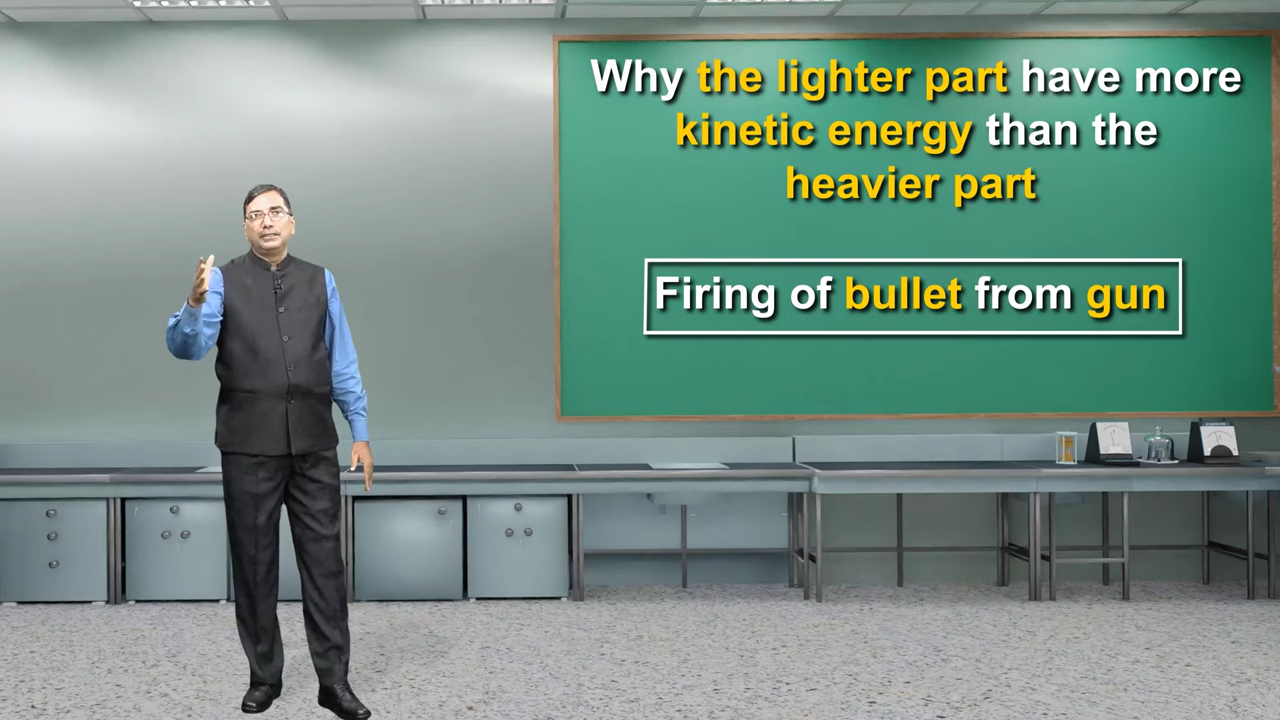 Why the lighter part have more
kinetic energy than the
heavier part
Firing of bullet from gun